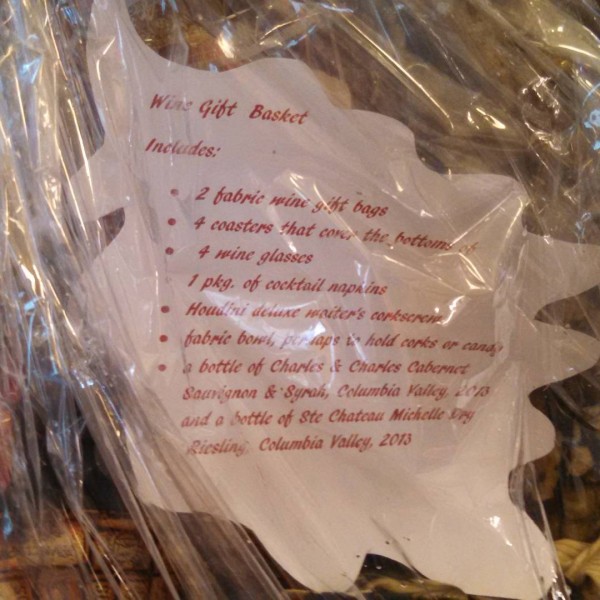 Wine Gift Basket
Includes:
• 2 fabric wine gift bags
• 4 coasters that cover the bottoms of
• 4 wine glasses
1 pkg. of cocktail napkins
• Houdini deluxe waiter's corkscrew
• fabric bowl, perhaps to hold corks or candy
• a bottle of Charles & Charles Cabernet
Sauvignon & Syrah, Columbia Valley, 2013
and a bottle of Ste Chateau Michelle Dry
Riesling, Columbia Valley, 2013